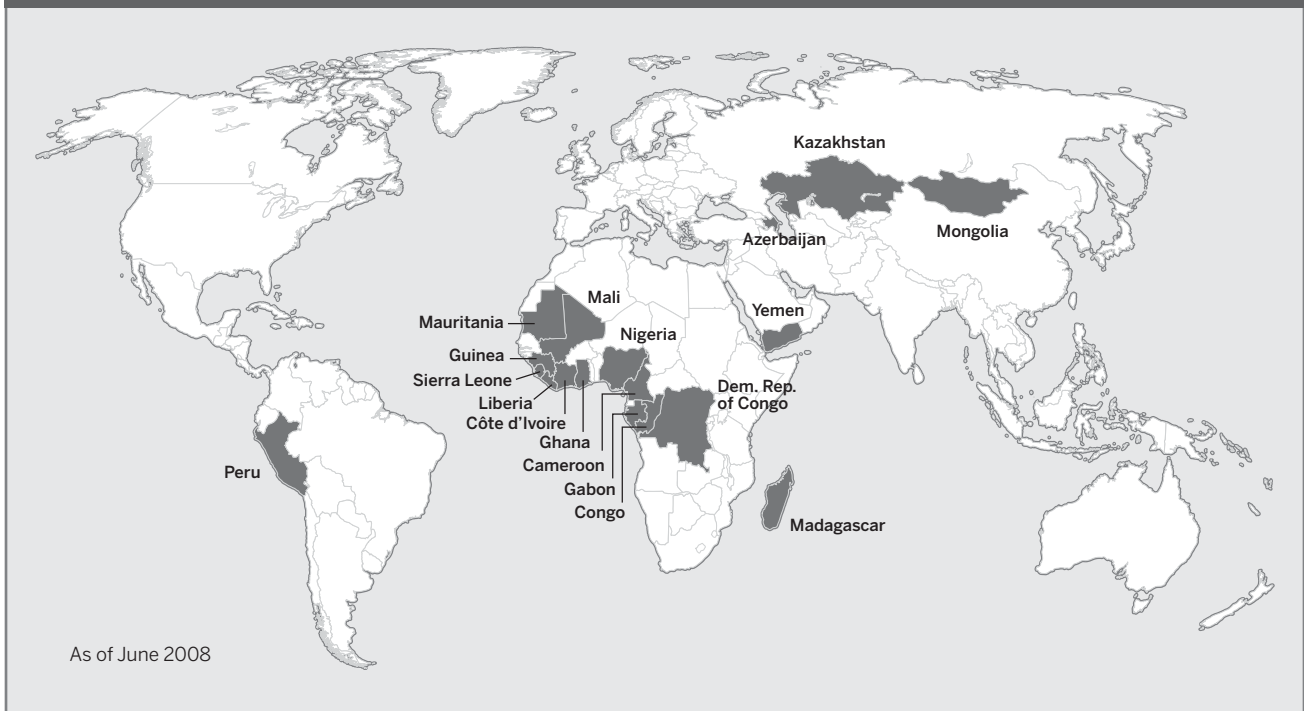 Kazakhstan
Azerbaijan
Mongolia
Mali
Yemen
Mauritania
Nigeria
Guinea
Sierra Leone
Dem. Rep.
of Congo
Liberia
Côte d'Ivoire
Ghana
Cameroon
Peru
Gabon
Congo
Madagascar
As of June 2008